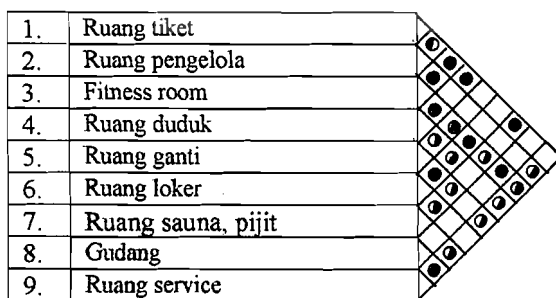 1. Ruang tiket
2. Ruang pengelola
3. Fitness room
4. Ruang duduk
5. Ruang ganti
6. Ruang loker
7. Ruang sauna, pijit
8. Gudang
9. Ruang service